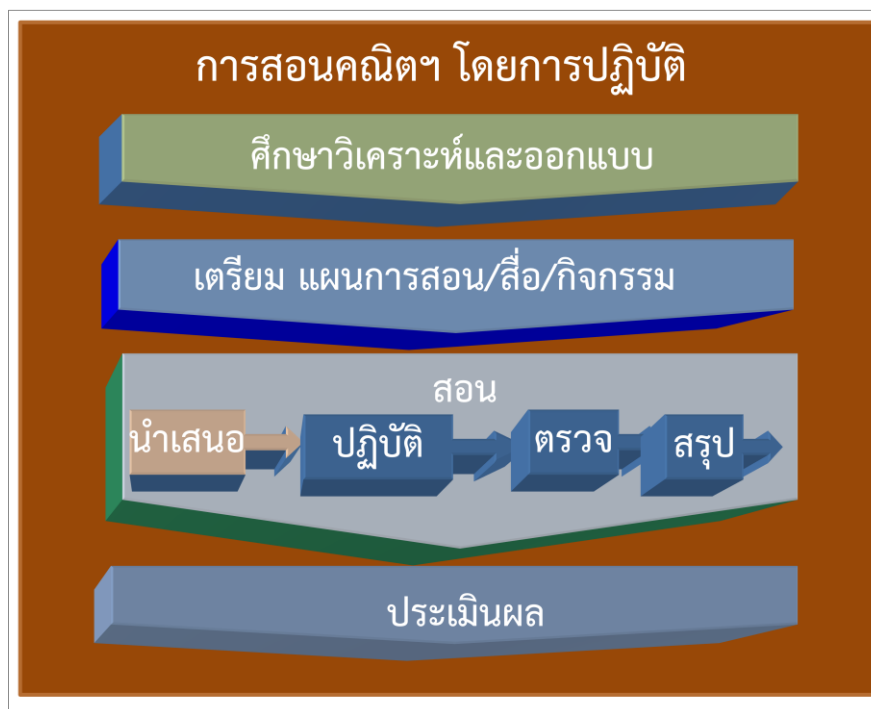 การสอนคณิตฯ โดยการปฏิบัติ
ศึกษาวิเคราะห์และออกแบบ
เตรียม แผนการสอน/สื่อ/กิจกรรม
สอน
นำเสนอ ปฏิบัติ ตรวจ สรุป
ประเมินผล